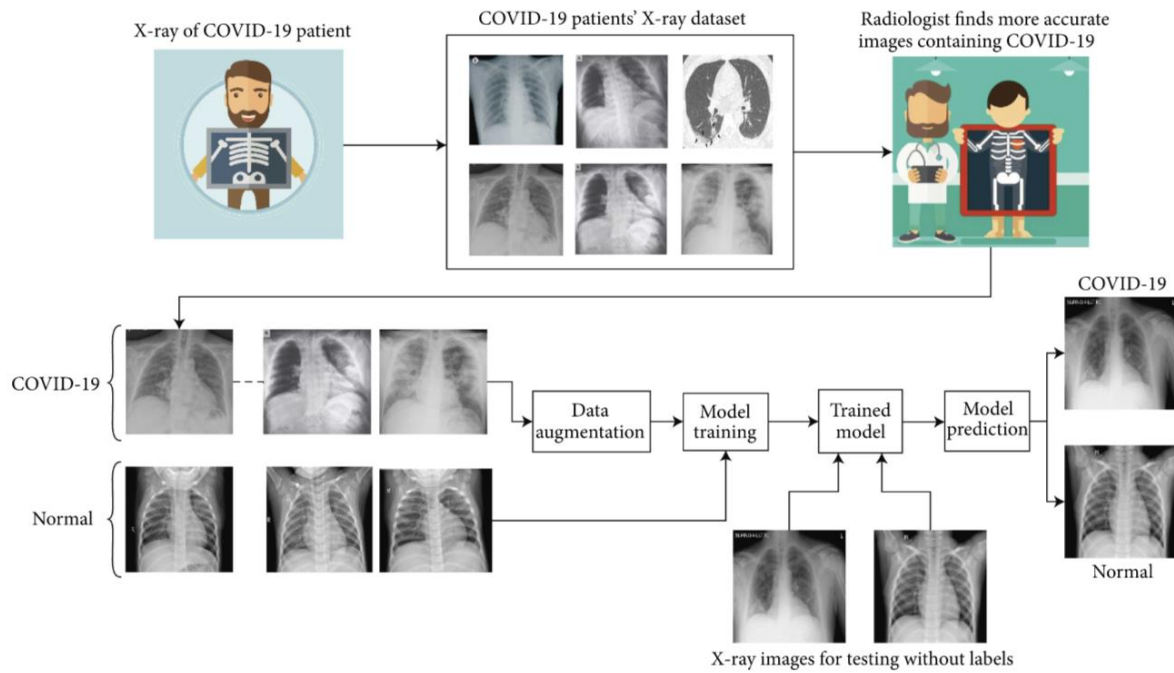 X-ray of COVID-19 patient
COVID-19 patients' X-ray dataset
Radiologist finds more accurate
images containing COVID-19
COVID-19
COVID-19
Data
augmentation
Model
training
Trained
model
Model
prediction
Normal
Normal
X-ray images for testing without labels